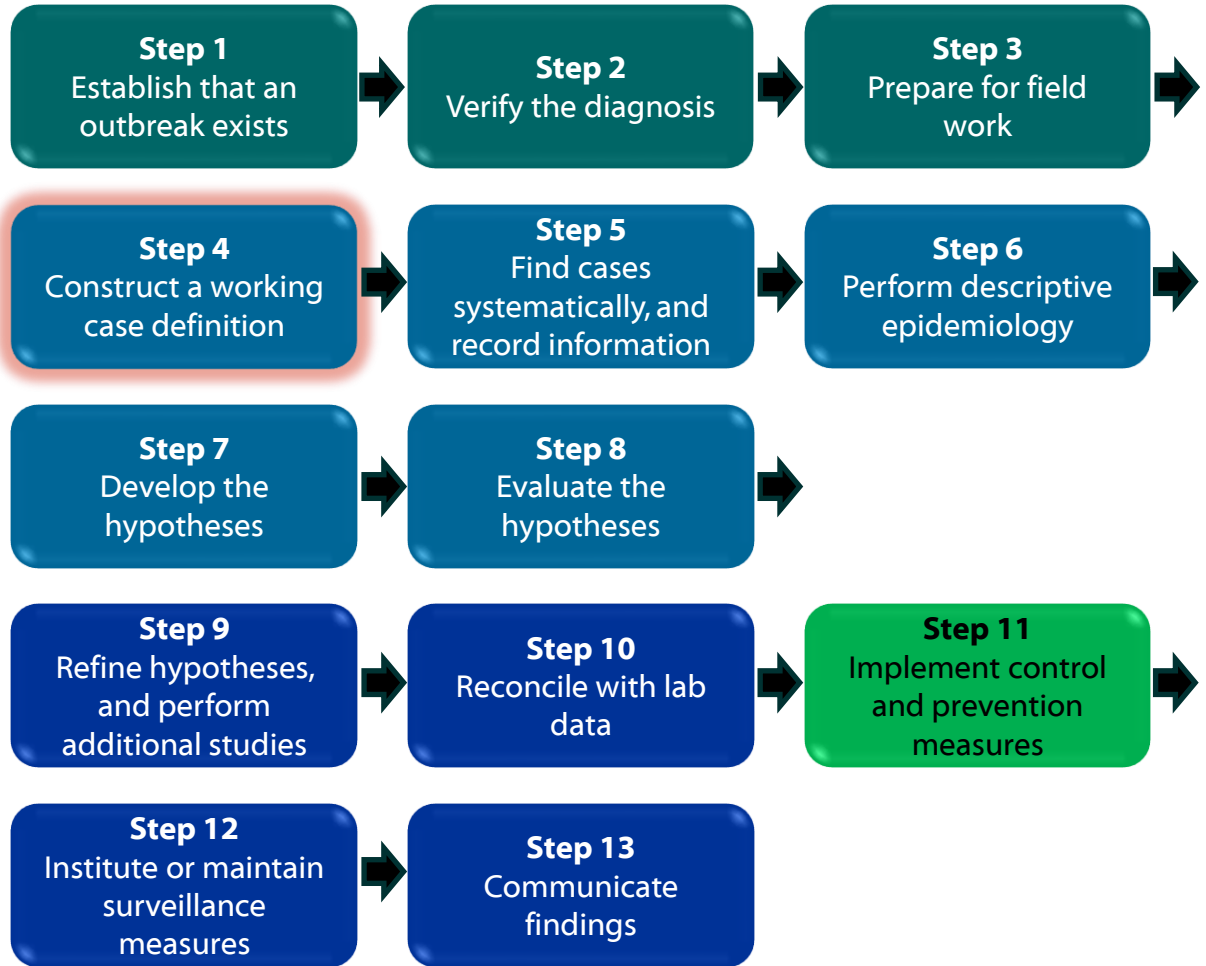 Step 1
Establish that an
outbreak exists
Step 2
Verify the diagnosis
Step 3
Prepare for field
work
Step 4
Construct a working
case definition
Step 5
Find cases
systematically, and
record information
Step 6
Perform descriptive
epidemiology
Step 7
Develop the
hypotheses
Step 8
Evaluate the
hypotheses
Step 9
Refine hypotheses,
and perform
additional studies
Step 10
Reconcile with lab
data
Step 11
Implement control
and prevention
measures
Step 12
Institute or maintain
surveillance
measures
Step 13
Communicate
findings